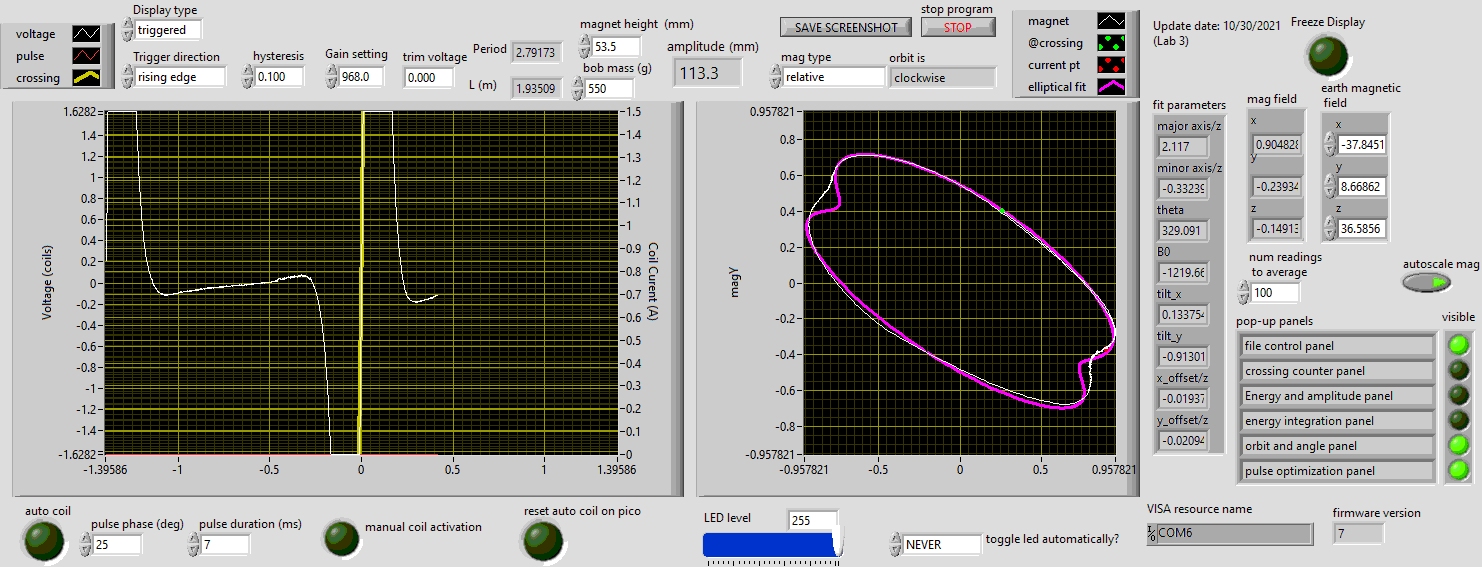 voltage
pulse
crossing
Display type
triggered
Trigger direction
rising edge
hysteresis
0.100
Gain setting
968.0
trim voltage
0.000
Period
2.79173
L (m)
1.93509
magnet height (mm)
53.5
bob mass (g)
550
amplitude (mm)
113.3
SAVE SCREENSHOT
stop program
STOP
mag type
relative
orbit is
clockwise
magnet
@crossing
current pt
elliptical fit
Update date: 10/30/2021
(Lab 3)
Freeze Display
Voltage (coils)
1.6282
1.4
1.2
1
0.8
0.6
0.4
0.2
0
-0.2
-0.4
-0.6
-0.8
-1
-1.2
-1.4
-1.6282
-1.39586
-1
-0.5
0
0.5
1
1.39586
1.5
1.4
1.3
1.2
1.1
1
0.9
0.8
0.7
0.6
0.5
0.4
0.3
0.2
0.1
0
Coil Curent (A)
magy
0.957821
0.8
0.6
0.4
0.2
0
-0.2
-0.4
-0.6
-0.8
-0.957821
-0.957821
-0.5
0
0.5
0.957821
fit parameters
major axis/z
2.117
minor axis/z
-0.33239
theta
329.091
B0
-1219.66
tilt_x
0.133754
tilt_y
-0.91301
x_offset/z
-0.01937
y_offset/z
-0.02094
mag field
x
0.904828
y
-0.23934
z
-0.14913
earth magnetic
field
x
-37.8451
y
8.66862
z
36.5856
num readings
to average
100
autoscale mag
pop-up panels
visible
file control panel
crossing counter panel
Energy and amplitude panel
energy integration panel
orbit and angle panel
pulse optimization panel
auto coil
pulse phase (deg)
25
pulse duration (ms)
7
manual coil activation
reset auto coil on pico
LED level
255
NEVER
toggle led automatically?
VISA resource name
COM6
firmware version
7